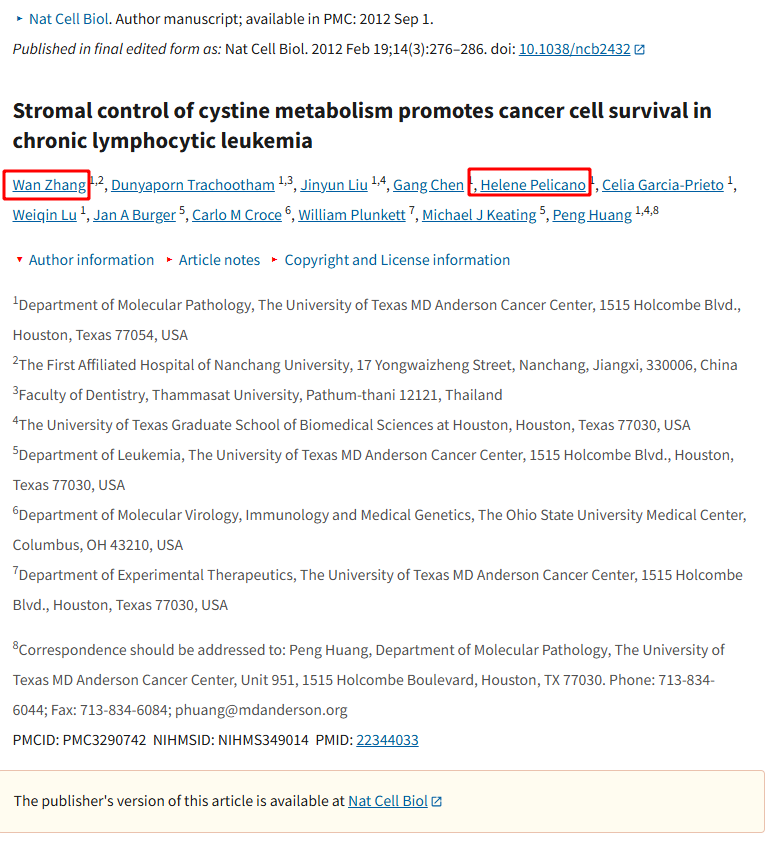 Nat Cell Biol. Author manuscript; available in PMC: 2012 Sep 1.
Published in final edited form as: Nat Cell Biol. 2012 Feb 19;14(3):276–286. doi: 10.1038/ncb2432
Stromal control of cystine metabolism promotes cancer cell survival in
chronic lymphocytic leukemia
Wan Zhang 1,2, Dunyaporn Trachootham 1,3, Jinyun Liu 1,4, Gang Chen 1, Helene Pelicano 1, Celia Garcia-Prieto 1,
Weiqin Lu 1, Jan A Burger 5, Carlo M Croce 6, William Plunkett 7, Michael J Keating 5, Peng Huang 1,4,8
Author information Article notes Copyright and License information
1Department of Molecular Pathology, The University of Texas MD Anderson Cancer Center, 1515 Holcombe Blvd.,
Houston, Texas 77054, USA
2The First Affiliated Hospital of Nanchang University, 17 Yongwaizheng Street, Nanchang, Jiangxi, 330006, China
3Faculty of Dentistry, Thammasat University, Pathum-thani 12121, Thailand
4The University of Texas Graduate School of Biomedical Sciences at Houston, Houston, Texas 77030, USA
5Department of Leukemia, The University of Texas MD Anderson Cancer Center, 1515 Holcombe Blvd., Houston,
Texas 77030, USA
6Department of Molecular Virology, Immunology and Medical Genetics, The Ohio State University Medical Center,
Columbus, OH 43210, USA
7Department of Experimental Therapeutics, The University of Texas MD Anderson Cancer Center, 1515 Holcombe
Blvd., Houston, Texas 77030, USA
8Correspondence should be addressed to: Peng Huang, Department of Molecular Pathology, The University of
Texas MD Anderson Cancer Center, Unit 951, 1515 Holcombe Boulevard, Houston, TX 77030. Phone: 713-834-
6044; Fax: 713-834-6084; phuang@mdanderson.org
PMCID: PMC3290742 NIHMSID: NIHMS349014 PMID: 22344033
The publisher's version of this article is available at Nat Cell Biol